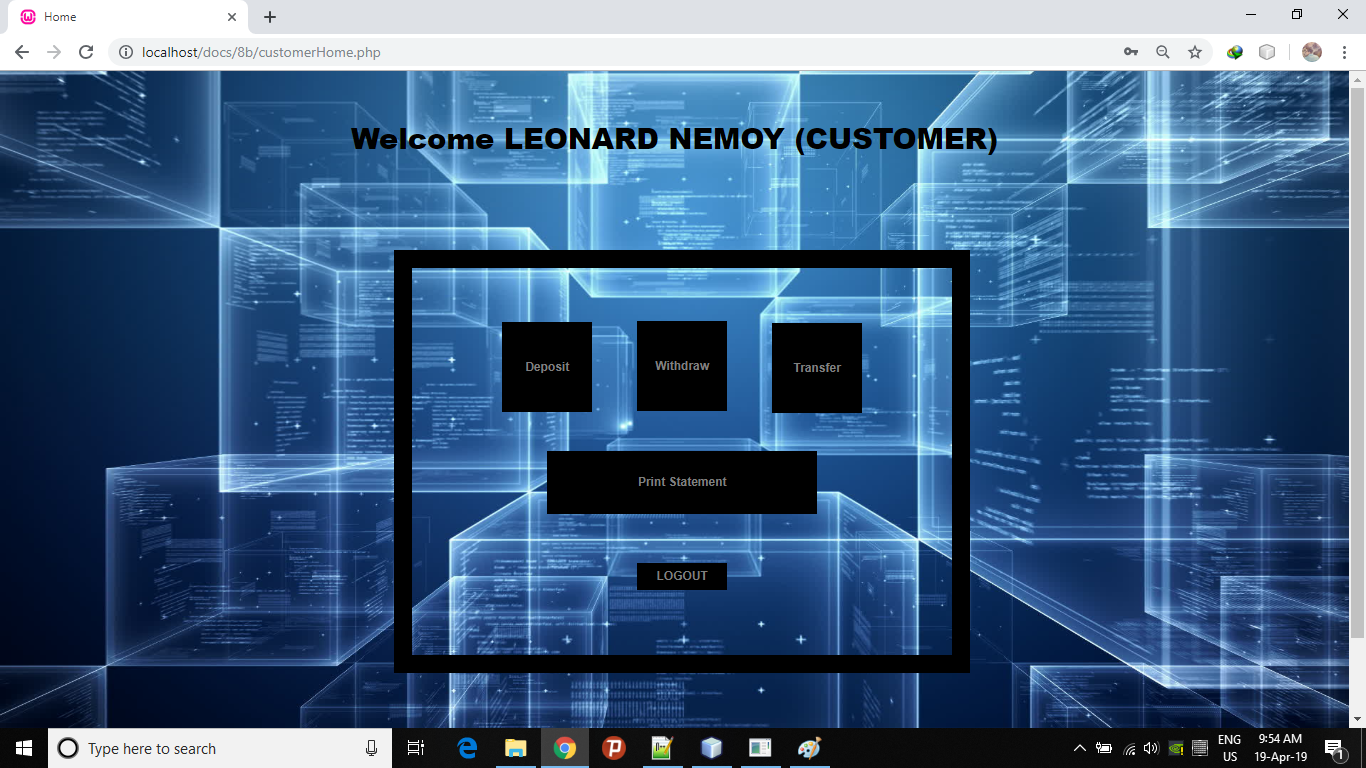 Home
localhost/docs/8b/customerHome.php
Welcome LEONARD NEMOY (CUSTOMER)
Deposit
Withdraw
Transfer
Print Statement
LOGOUT
Type here to search
ENG
US
9:54 AM
19-Apr-19
1